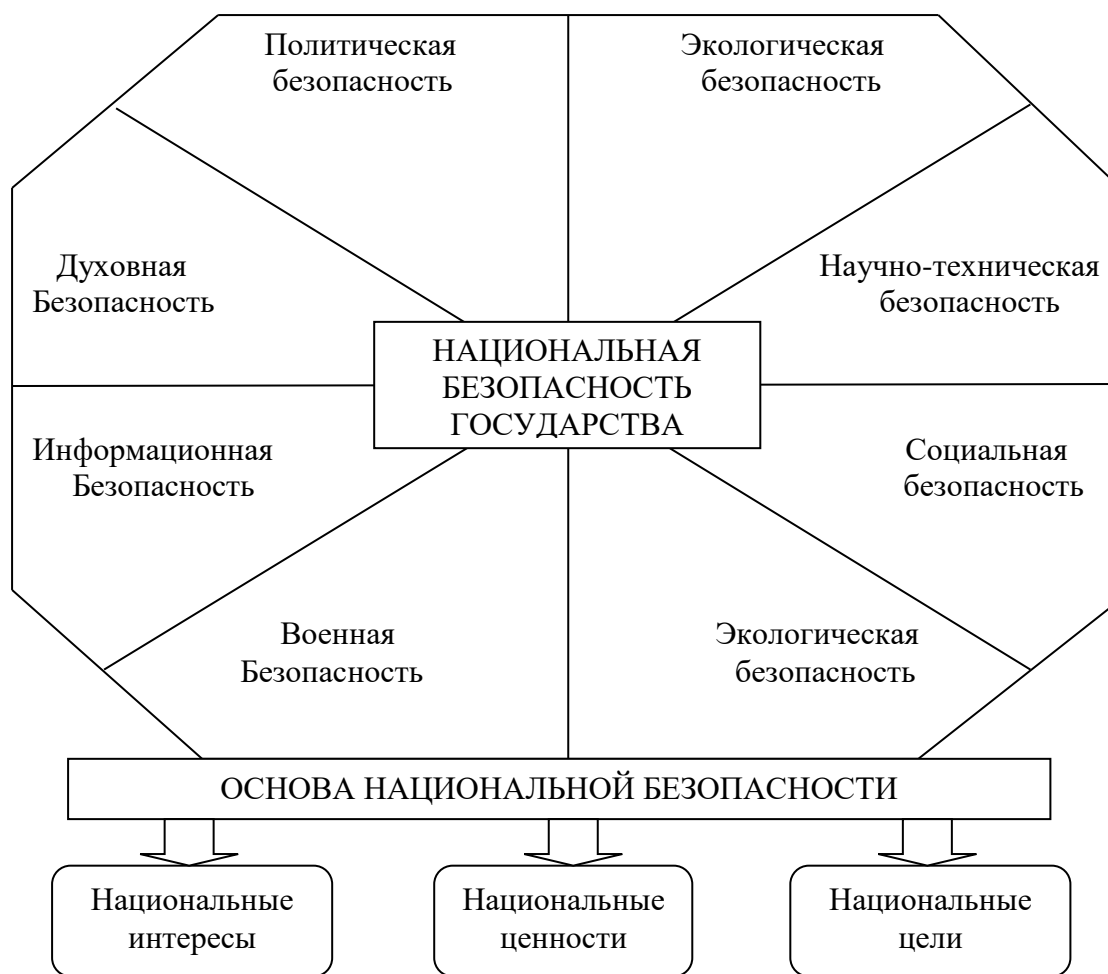 Политическая
безопасность
Экологическая
безопасность
Духовная
Безопасность
Научно-техническая
безопасность
НАЦИОНАЛЬНАЯ
БЕЗОПАСНОСТЬ
ГОСУДАРСТВА
Информационная
Безопасность
Социальная
безопасность
Военная
Безопасность
Экологическая
безопасность
ОСНОВА НАЦИОНАЛЬНОЙ БЕЗОПАСНОСТИ
Национальные
интересы
Национальные
ценности
Национальные
цели